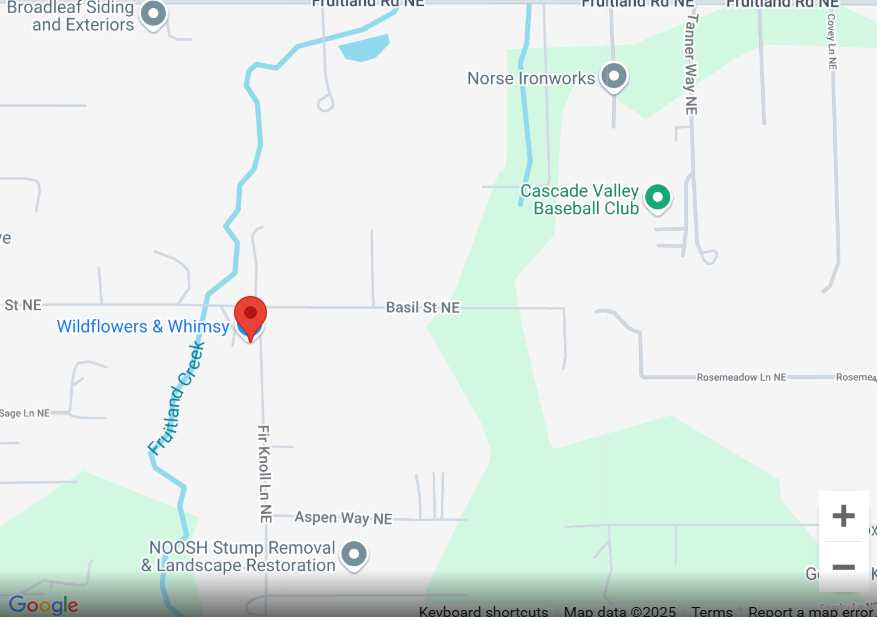 Broadleaf Siding
and Exteriors
Fruitland Rd NE
Fruitland Rd NE
Fruitland Rd NE
Tanner Way NE
Covey Ln NE
Norse Ironworks
Cascade Valley
Baseball Club
St NE
Basil St NE
Wildflowers & Whimsy
Fruitland Creek
Rosemeadow Ln NE
Sage Ln NE
Fir Knoll Ln NE
Aspen Way NE
NOOSH Stump Removal
& Landscape Restoration
Google
Keyboard shortcuts
Map data ©2025
Terms
Report a map error